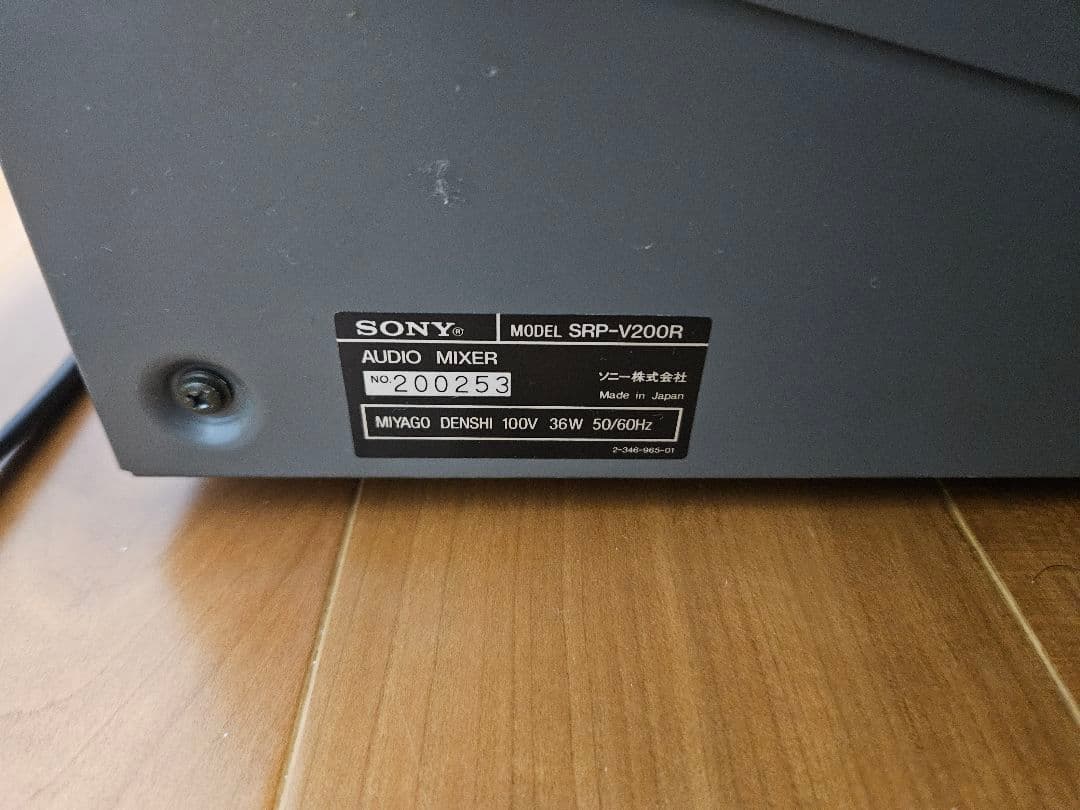 SONY® MODEL SRP-V200R
AUDIO MIXER
NO. 200253
ソニー株式会社
Made in Japan
MIYAGO DENSHI 100V 36W 50/60Hz
2-346-965-01